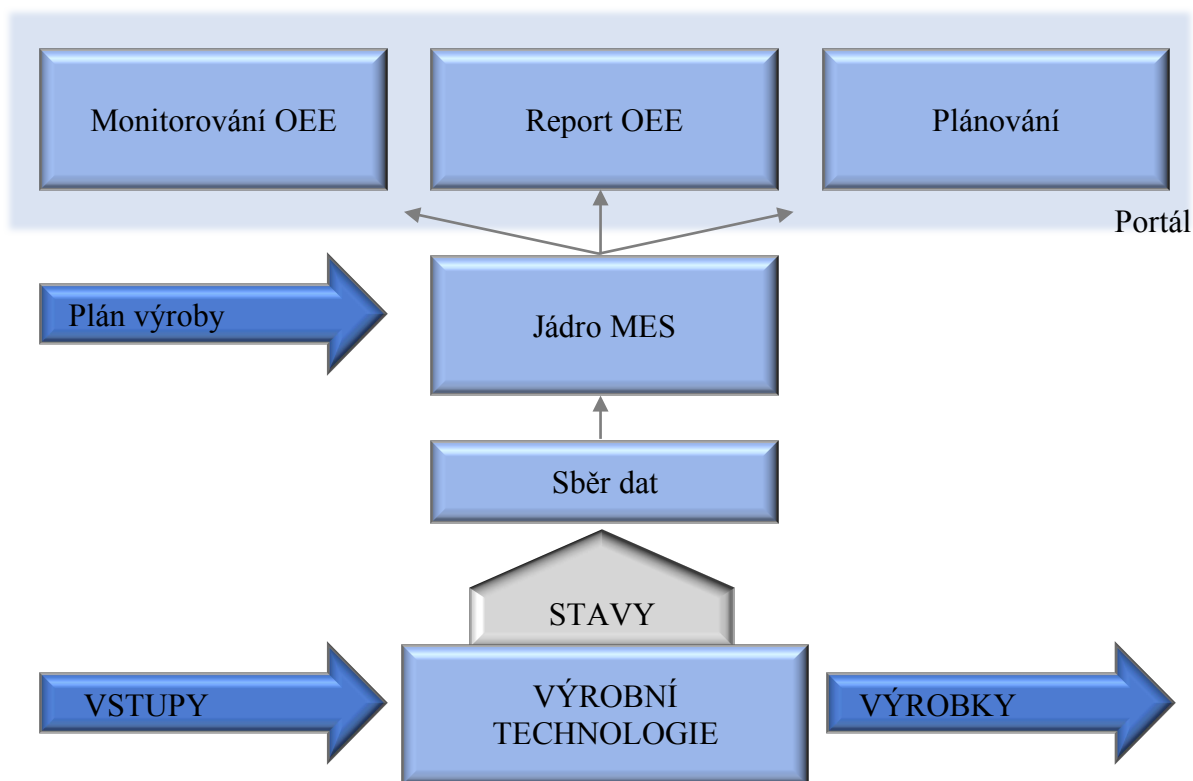 Monitorování OEE
Report OEE
Plánování
Portál
Plán výroby
Jádro MES
Sběr dat
STAVY
VSTUPY
VÝROBNÍ
TECHNOLOGIE
VÝROBKY